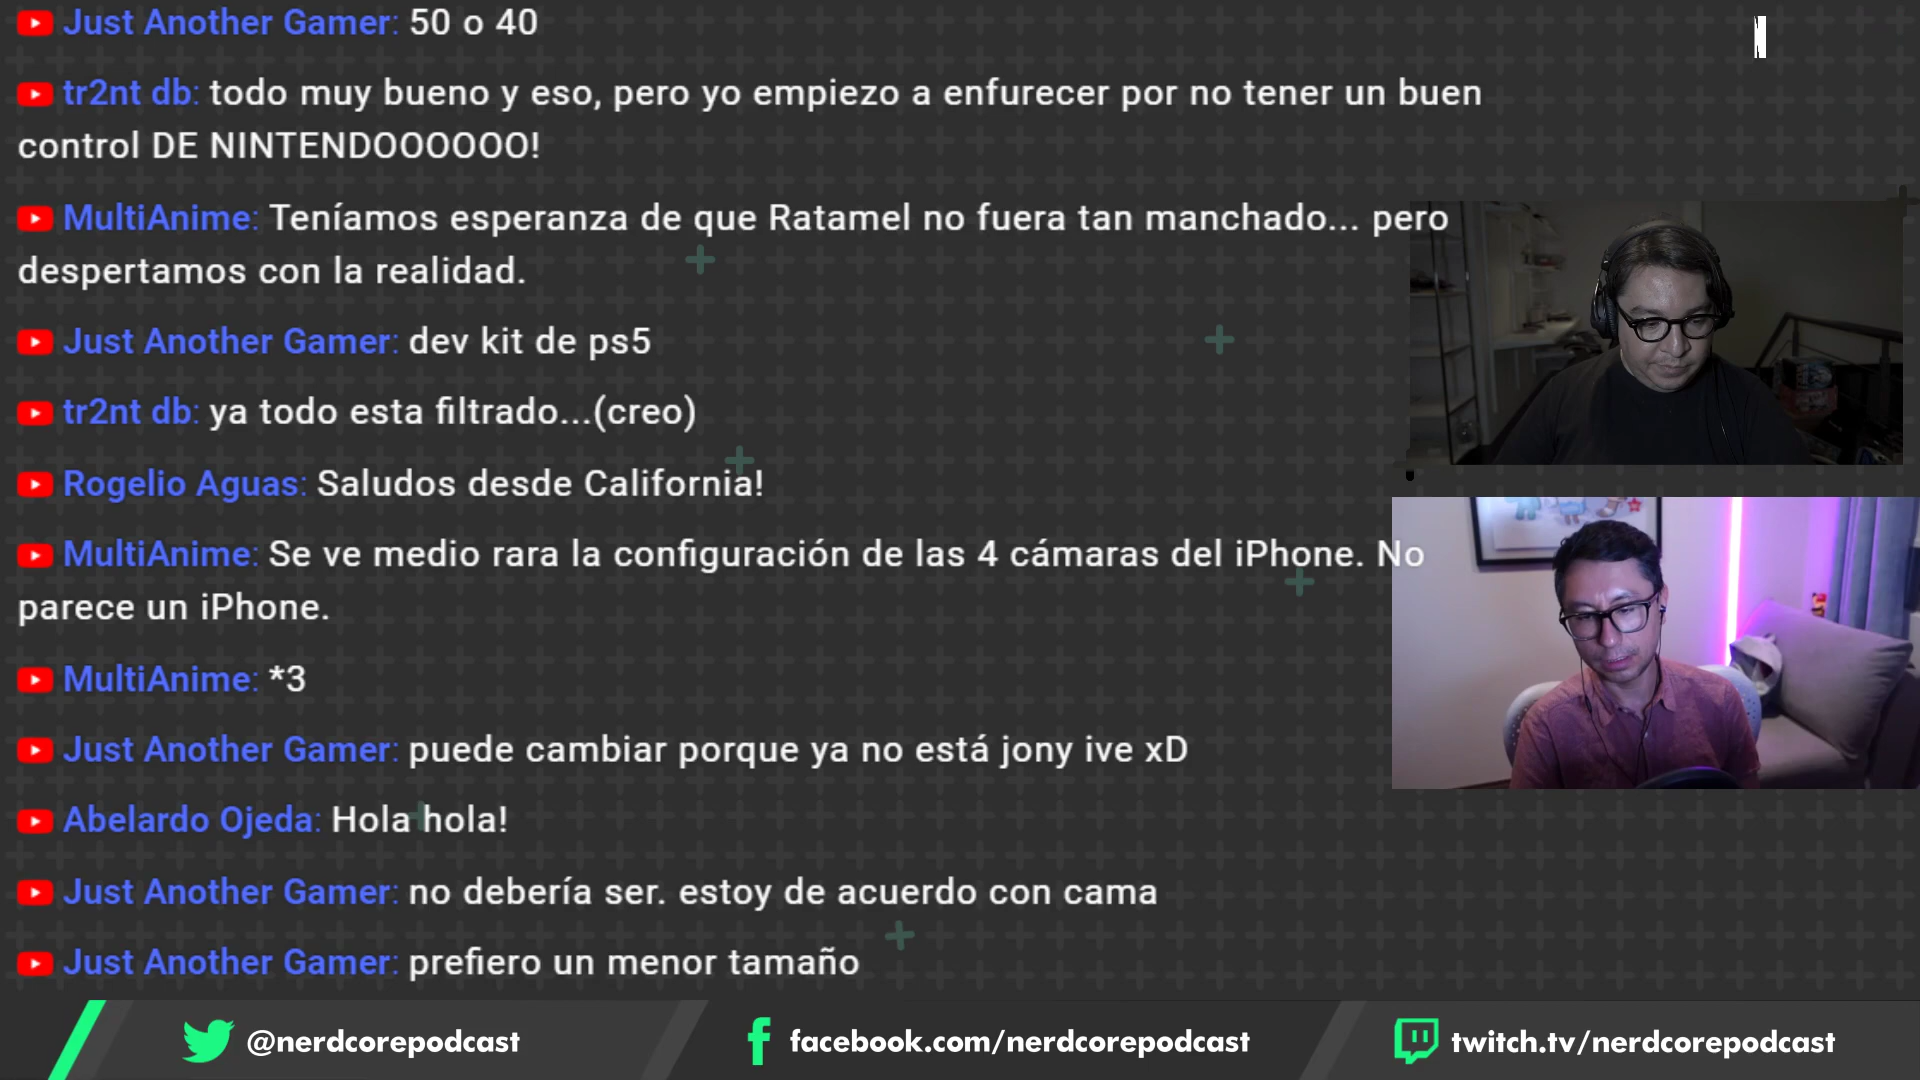 Just Another Gamer: 50 o 40
tr2nt db: todo muy bueno y eso, pero yo empiezo a enfurecer por no tener un buen
control DE NINTENDOOOOOO!
MultiAnime: Teníamos esperanza de que Ratamel no fuera tan manchado... pero
despertamos con la realidad.
Just Another Gamer: dev kit de ps5
tr2nt db: ya todo esta filtrado...(creo)
Rogelio Aguas: Saludos desde California!
MultiAnime: Se ve medio rara la configuración de las 4 cámaras del iPhone. No
parece un iPhone.
MultiAnime: *3
Just Another Gamer: puede cambiar porque ya no está jony ive xD
Abelardo Ojeda: Hola hola!
Just Another Gamer: no debería ser. estoy de acuerdo con cama
Just Another Gamer: prefiero un menor tamaño
@nerdcorepodcast facebook.com/nerdcorepodcast twitch.tv/nerdcorepodcast